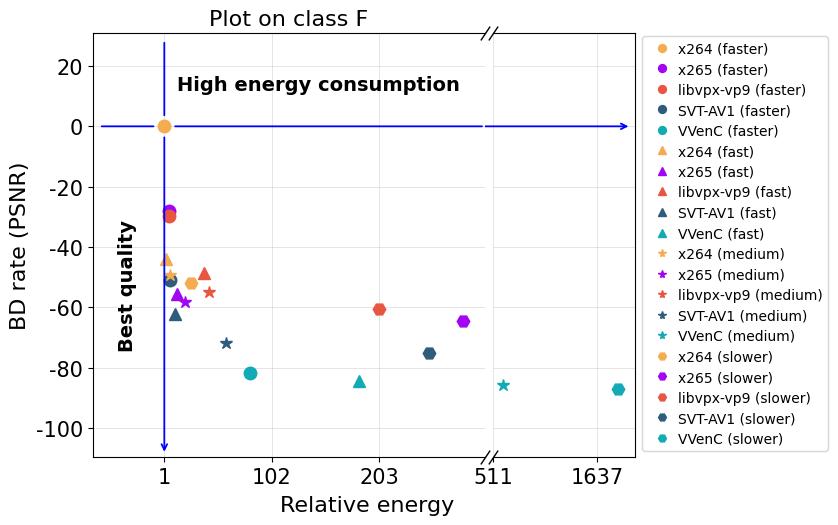 Plot on class F
High energy consumption
Best quality
BD rate (PSNR)
20
0
-20
-40
-60
-80
-100
1
102
203
511
1637
Relative energy
x264 (faster)
x265 (faster)
libvpx-vp9 (faster)
SVT-AV1 (faster)
VVenC (faster)
x264 (fast)
x265 (fast)
libvpx-vp9 (fast)
SVT-AV1 (fast)
VVenC (fast)
x264 (medium)
x265 (medium)
libvpx-vp9 (medium)
SVT-AV1 (medium)
VVenC (medium)
x264 (slower)
x265 (slower)
libvpx-vp9 (slower)
SVT-AV1 (slower)
VVenC (slower)